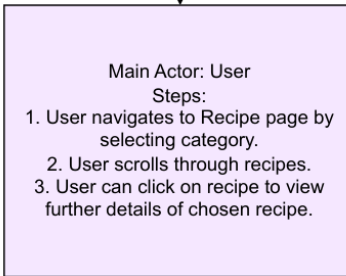 Main Actor: User
Steps:
1. User navigates to Recipe page by
selecting category.
2. User scrolls through recipes.
3. User can click on recipe to view
further details of chosen recipe.